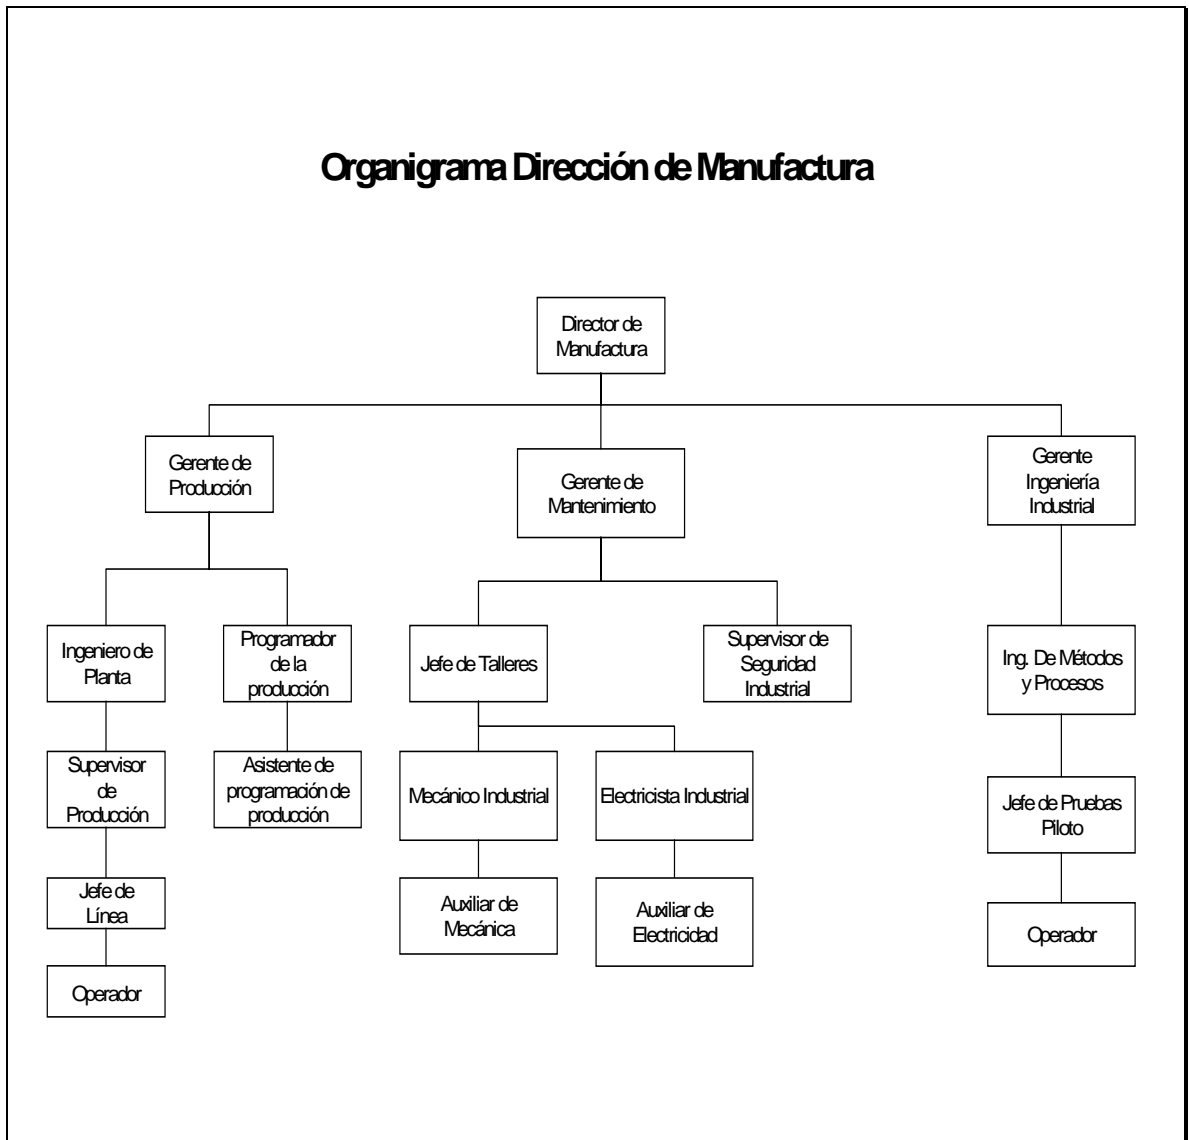 Organigrama Dirección de Manufactura
Director de
Manufactura
Gerente de
Producción
Gerente de
Mantenimiento
Gerente
Ingeniería
Industrial
Ingeniero de
Planta
Programador
de la
producción
Jefe de Talleres
Supervisor de
Seguridad
Industrial
Ing. De Métodos
y Procesos
Supervisor
de
Producción
Asistente de
programación de
producción
Mecánico Industrial
Electricista Industrial
Jefe de Pruebas
Piloto
Jefe de
Línea
Auxiliar de
Mecánica
Auxiliar de
Electricidad
Operador
Operador